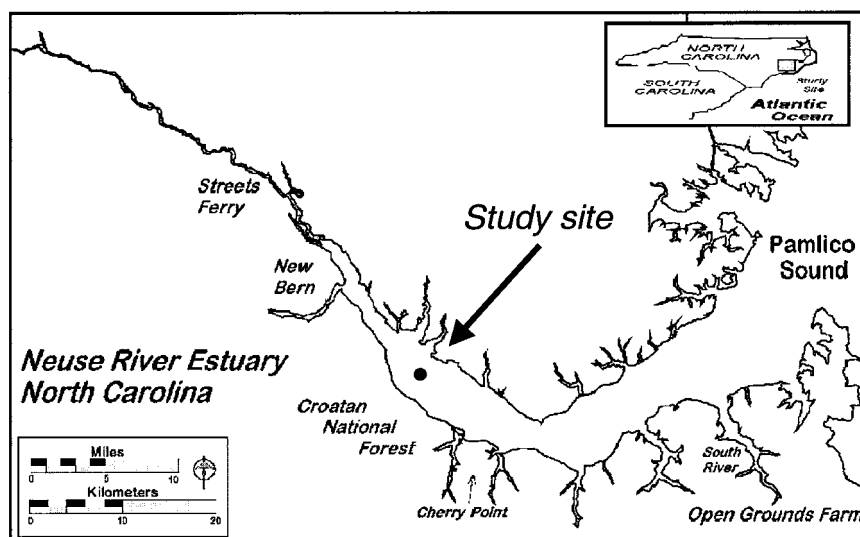 NORTH
CAROLINA
SOUTH
CAROLINA
Study
Site
Atlantic
Ocean
Streets
Ferry
Study site
New
Bern
Pamlico
Sound
Neuse River Estuary
North Carolina
Croatan
National
Forest
South
River
Cherry Point
Open Grounds Farm
Miles
0 5 10
Kilometers
0 10 20